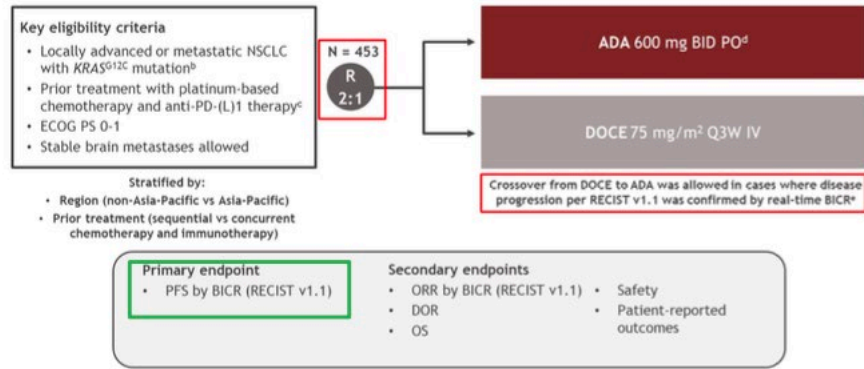 Key eligibility criteria
• Locally advanced or metastatic NSCLC
with KRASG12C mutationᵇ
• Prior treatment with platinum-based
chemotherapy and anti-PD-(L)1 therapyᶜ
• ECOG PS 0-1
• Stable brain metastases allowed
N = 453
R
2:1
ADA 600 mg BID POᵈ
DOCE 75 mg/m² Q3W IV
Stratified by:
• Region (non-Asia-Pacific vs Asia-Pacific)
• Prior treatment (sequential vs concurrent
chemotherapy and immunotherapy)
Crossover from DOCE to ADA was allowed in cases where disease
progression per RECIST v1.1 was confirmed by real-time BICRᵉ
Primary endpoint
• PFS by BICR (RECIST v1.1)
Secondary endpoints
• ORR by BICR (RECIST v1.1)
• DOR
• OS
• Safety
• Patient-reported
outcomes